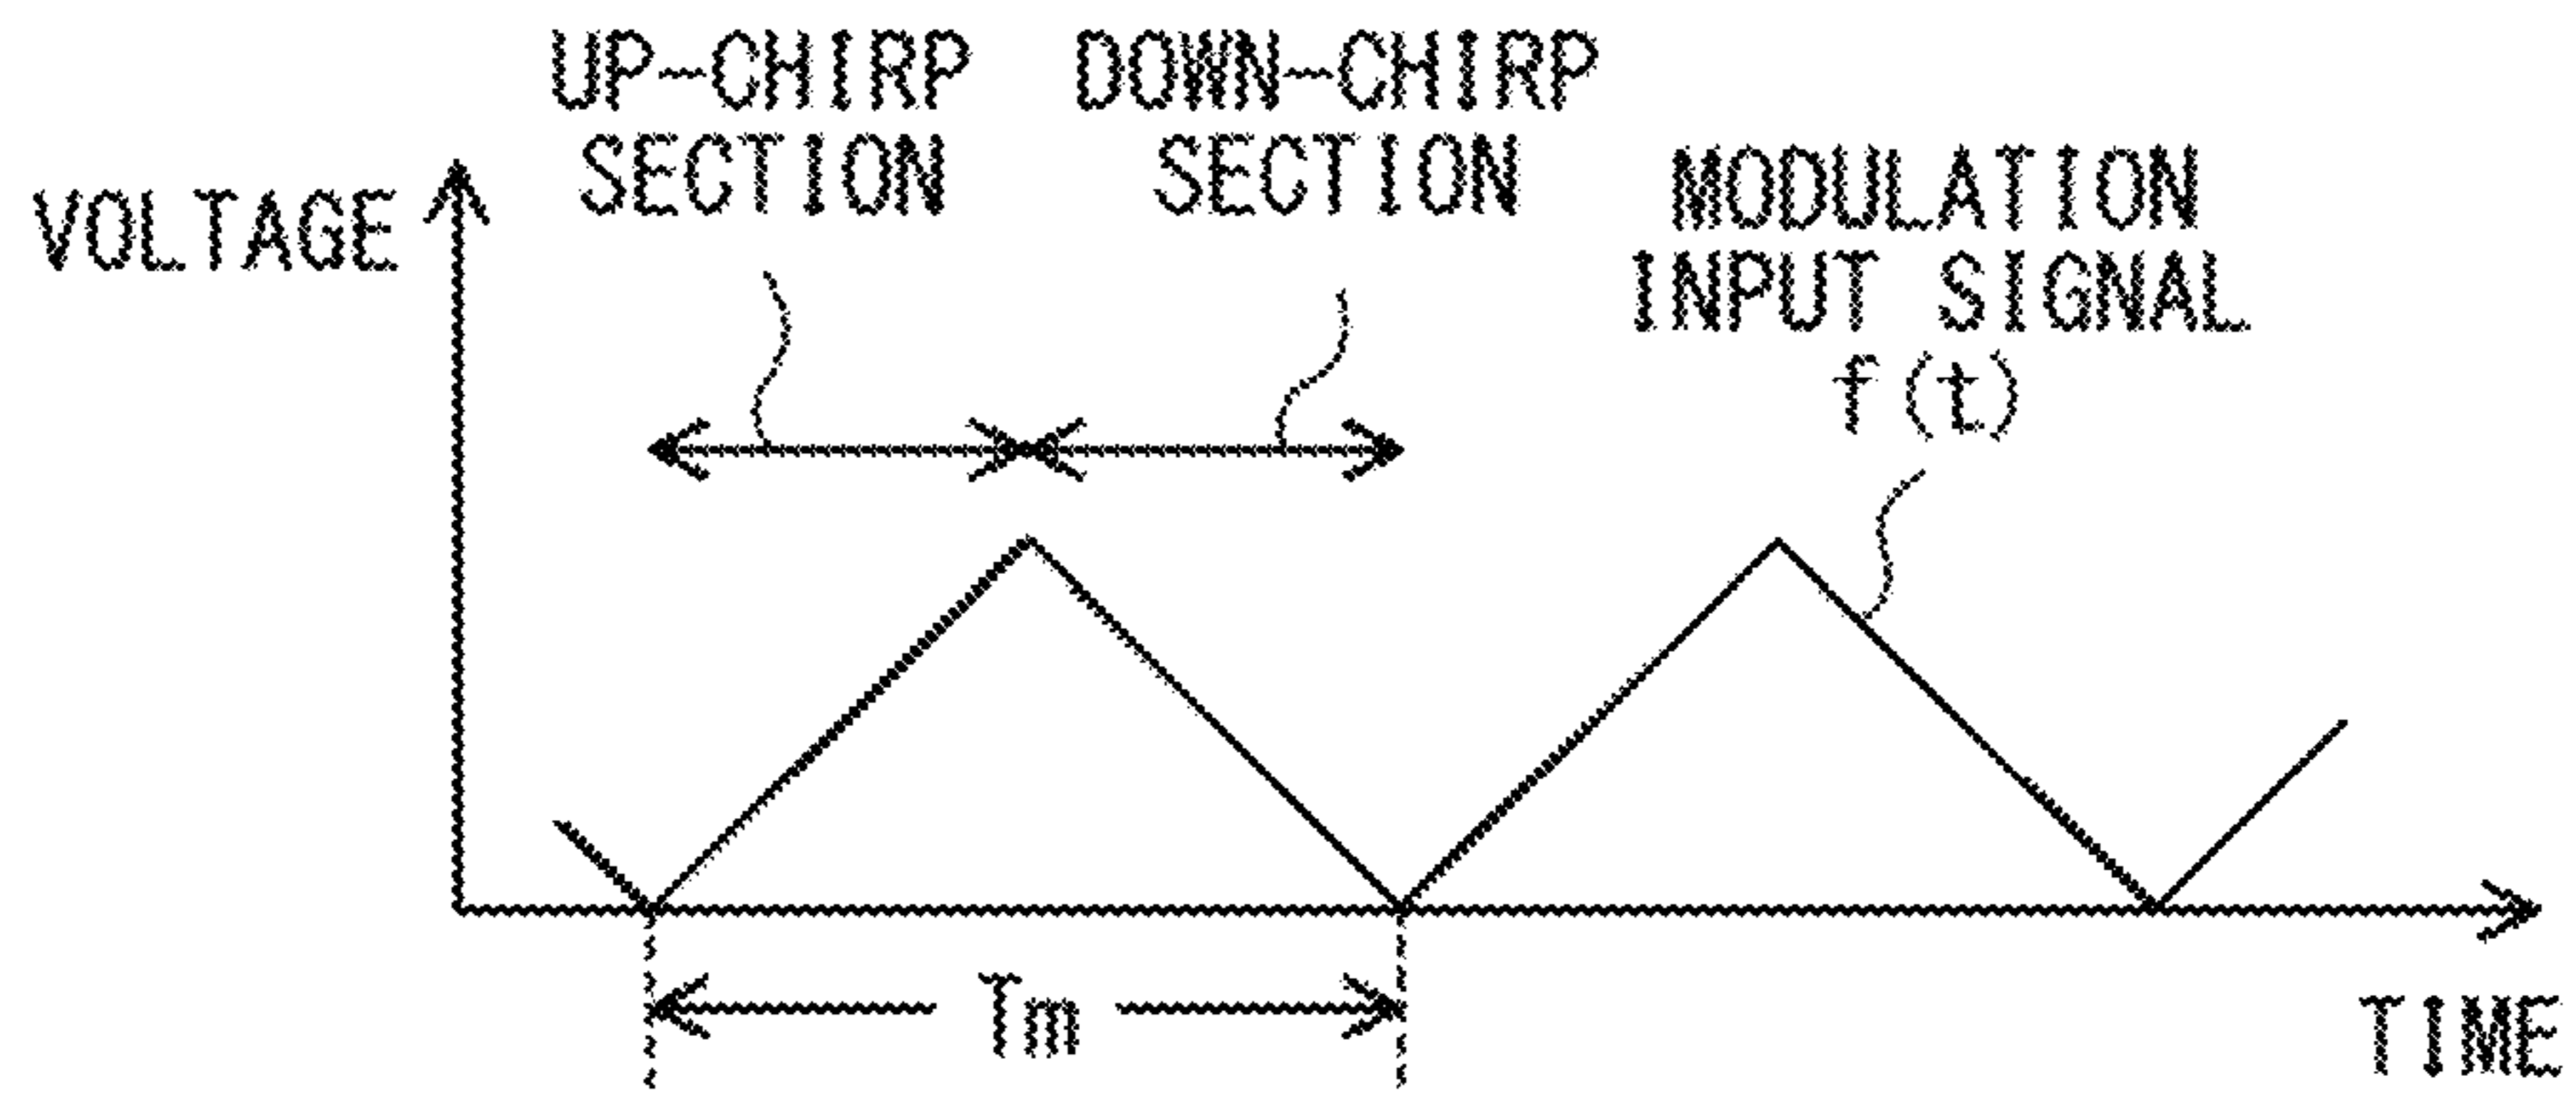 UP-CHIRP
SECTION
DOWN-CHIRP
SECTION
VOLTAGE
MODULATION
INPUT SIGNAL
f(t)
Tm
TIME